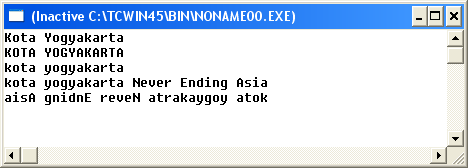 (Inactive C:\TCWIN45\BIN\NONAME00.EXE)
Kota Yogyakarta
KOTA YOGYAKARTA
kota yogyakarta
kota yogyakarta Never Ending Asia
aisA gnidnE reveN atrakaygoy atok